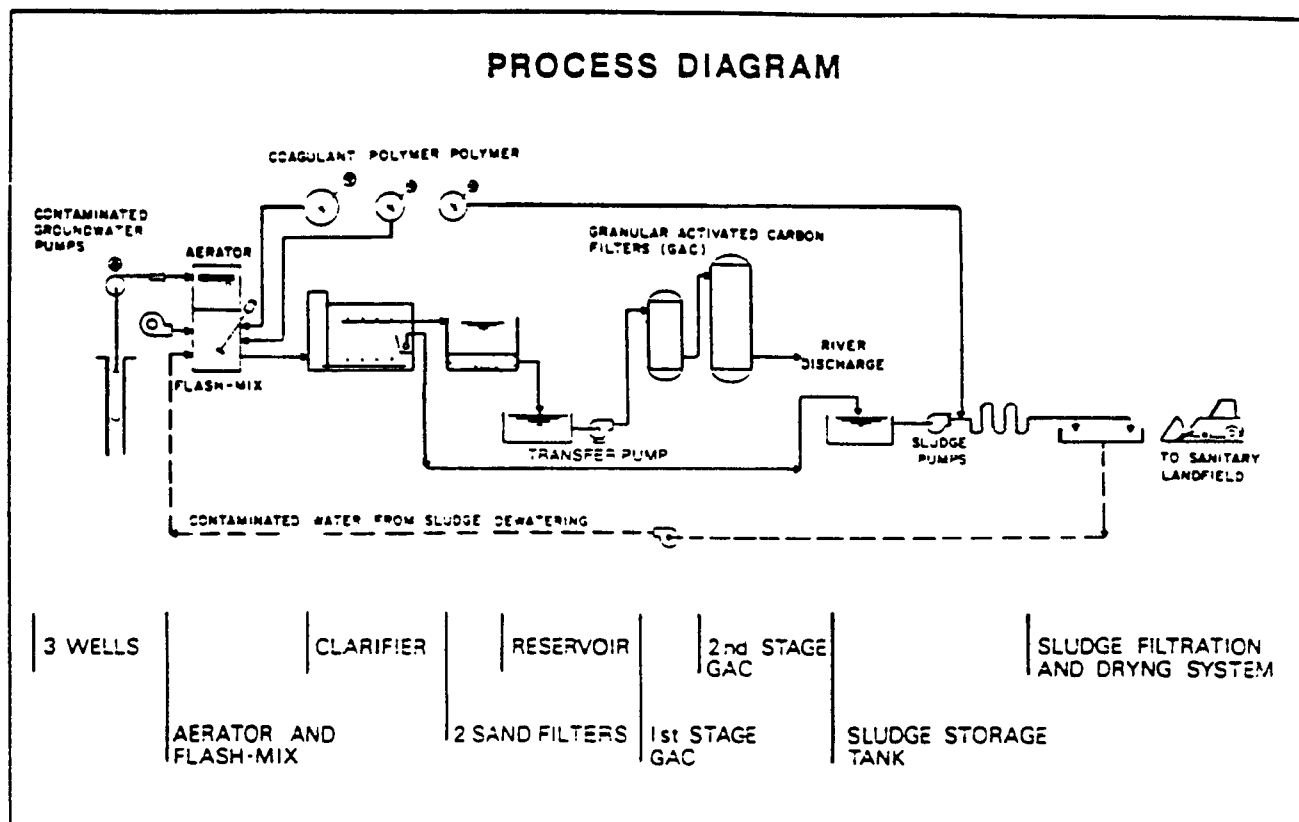 PROCESS DIAGRAM
COAGULANT POLYMER POLYMER
CONTAMINATED
GROUNDWATER
PUMPS
AERATOR
GRANULAR ACTIVATED CARBON
FILTERS (GAC)
RIVER
DISCHARGE
FLASH-MIX
TRANSFER PUMP
SLUDGE
PUMPS
TO SANITARY
LANDFIELD
CONTAMINATED WATER FROM SLUDGE DEWATERING
3 WELLS
CLARIFIER
RESERVOIR
2nd STAGE
GAC
SLUDGE FILTRATION
AND DRYNG SYSTEM
AERATOR AND
FLASH-MIX
2 SAND FILTERS
1st STAGE
GAC
SLUDGE STORAGE
TANK